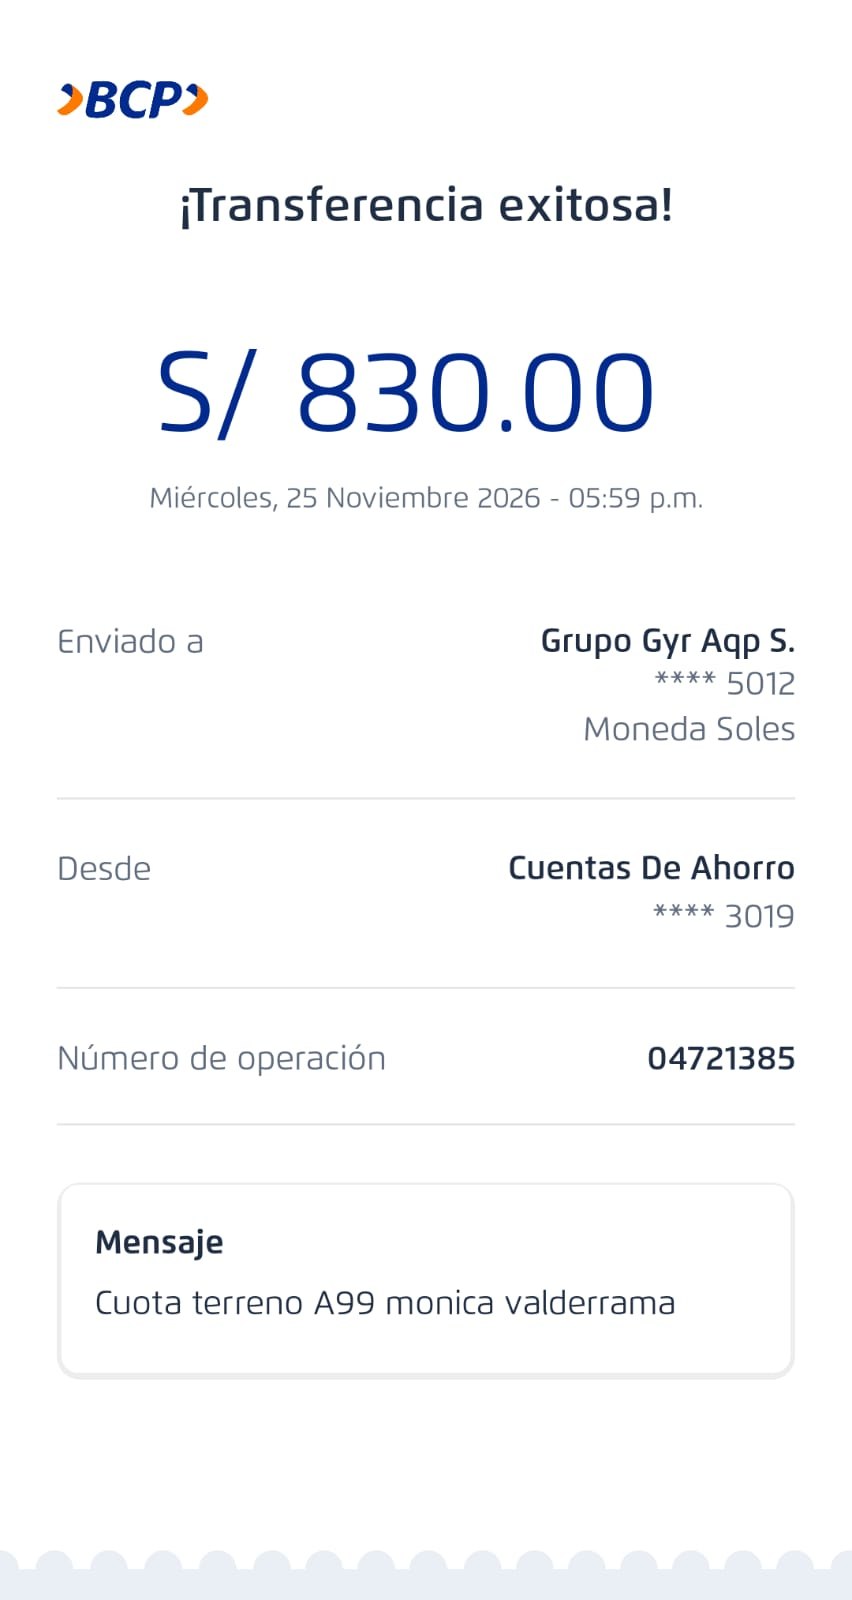 BCP
¡Transferencia exitosa!
S/ 830.00
Miércoles, 25 Noviembre 2026 - 05:59 p.m.
Enviado a
Grupo Gyr Aqp S.
**** 5012
Moneda Soles
Desde
Cuentas De Ahorro
**** 3019
Número de operación
04721385
Mensaje
Cuota terreno A99 monica valderrama